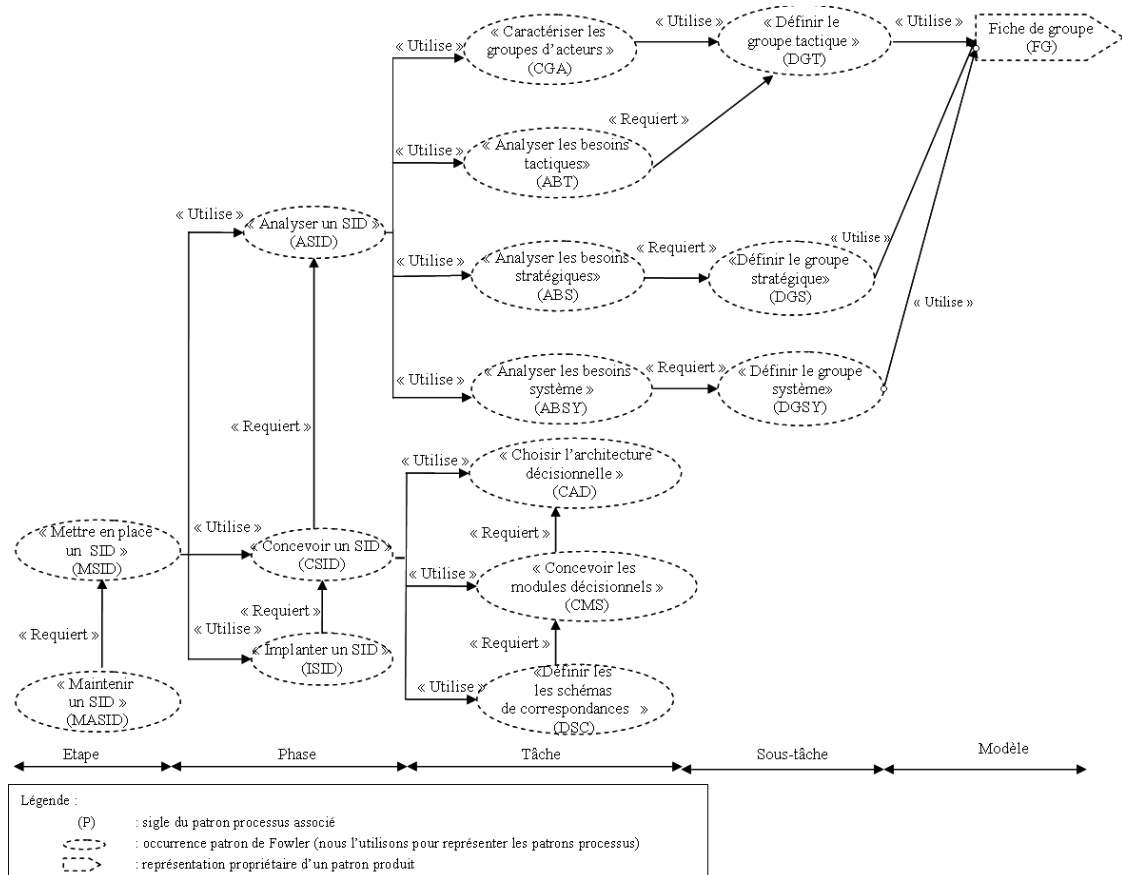 « Utilise »
« Caractériser les
groupes d'acteurs »
(CGA)
« Utilise »
« Définir le
groupe tactique »
(DGT)
« Utilise »
Fiche de groupe
(FG)
« Requiert »
« Utilise »
« Analyser les besoins
tactiques»
(ABT)
« Utilise »
« Analyser un SID »
(ASID)
« Utilise »
« Analyser les besoins
stratégiques»
(ABS)
« Requiert »
«Définir le groupe
stratégique»
(DGS)
« Utilise »
« Utilise »
« Utilise »
« Analyser les besoins
système »
(ABSY)
« Requiert »
« Définir le groupe
système»
(DGSY)
« Requiert »
« Utilise »
« Choisir l'architecture
décisionnelle »
(CAD)
« Mettre en place
un SID »
(MSID)
« Utilise »
« Concevoir un SID »
(CSID)
« Requiert »
« Utilise »
« Concevoir les
modules décisionnels »
(CMS)
« Requiert »
« Requiert »
« Utilise »
« Implanter un SID »
(ISID)
« Requiert »
« Maintenir
un SID »
(MASID)
« Utilise »
«Définir les
les schémas
de correspondances »
(DSC)
Etape
Phase
Tâche
Sous-tâche
Modèle
Légende :
(P) : sigle du patron processus associé
: occurrence patron de Fowler (nous l'utilisons pour représenter les patrons processus)
: représentation propriétaire d'un patron produit